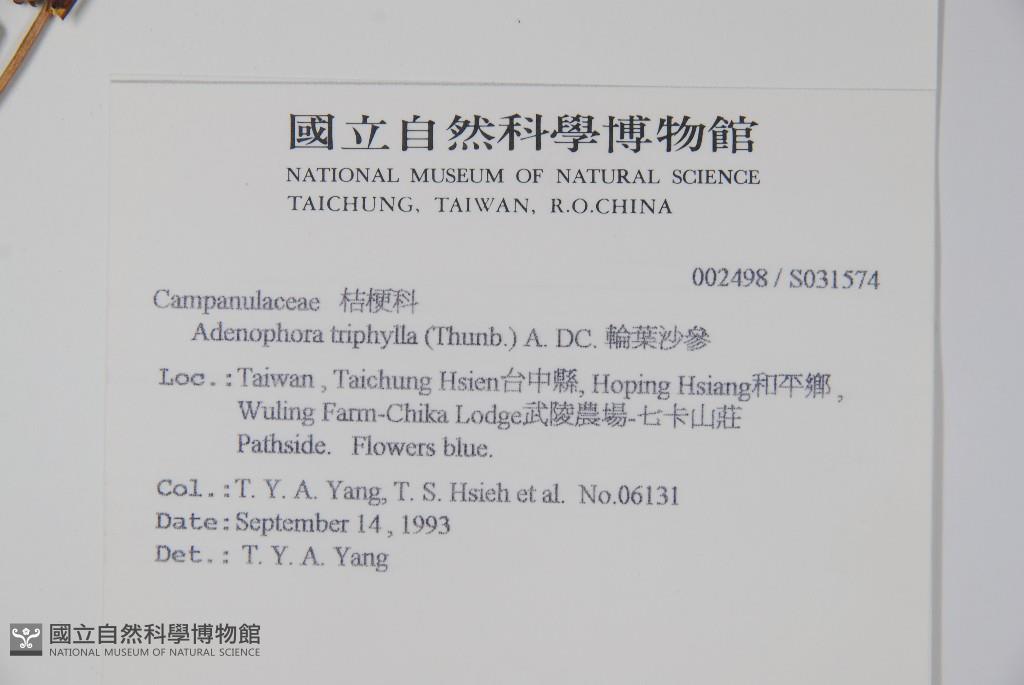 國立自然科學博物館
NATIONAL MUSEUM OF NATURAL SCIENCE
TAICHUNG, TAIWAN, R.O.CHINA
002498 / S031574
Campanulaceae 桔梗科
Adenophora triphylla (Thunb.) A. DC. 輪葉沙參
Loc.: Taiwan , Taichung Hsien台中縣, Hoping Hsiang和平鄉 ,
Wuling Farm-Chika Lodge武陵農場-七卡山莊
Pathside. Flowers blue.
Col.: T. Y. A. Yang, T. S. Hsieh et al. No.06131
Date: September 14 , 1993
Det.: T. Y. A. Yang
國立自然科學博物館
NATIONAL MUSEUM OF NATURAL SCIENCE